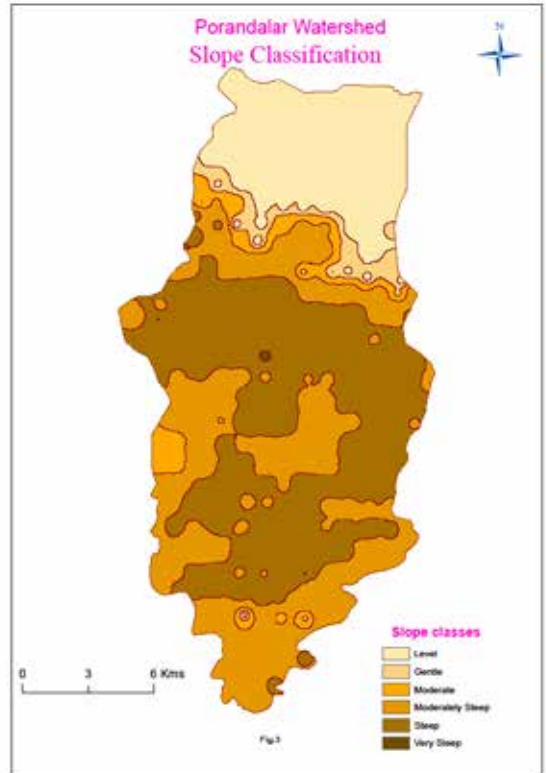 Porandalar Watershed
Slope Classification
N
Slope classes
Level
Gentle
Moderate
Moderately Steep
Steep
Very Steep
0 3 6 Kms
Fig.3